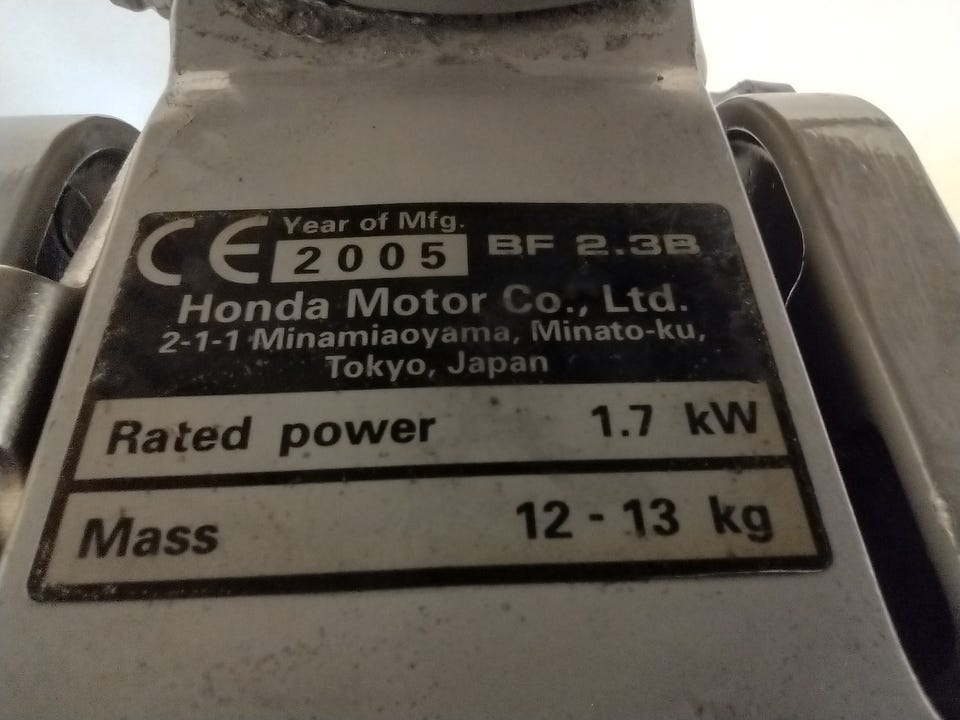 CE Year of Mfg.
2005 BF 2.3B
Honda Motor Co., Ltd.
2-1-1 Minamiaoyama, Minato-ku,
Tokyo, Japan
Rated power 1.7 kW
Mass 12 - 13 kg